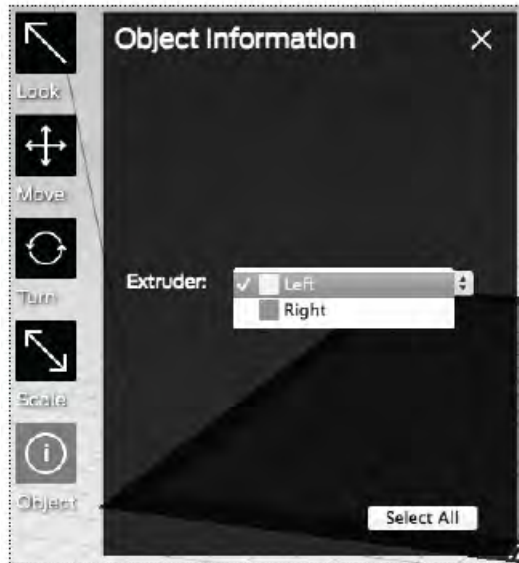 Object Information
Look
Move
Turn
Scale
Object
Extruder:
Left
Right
Select All